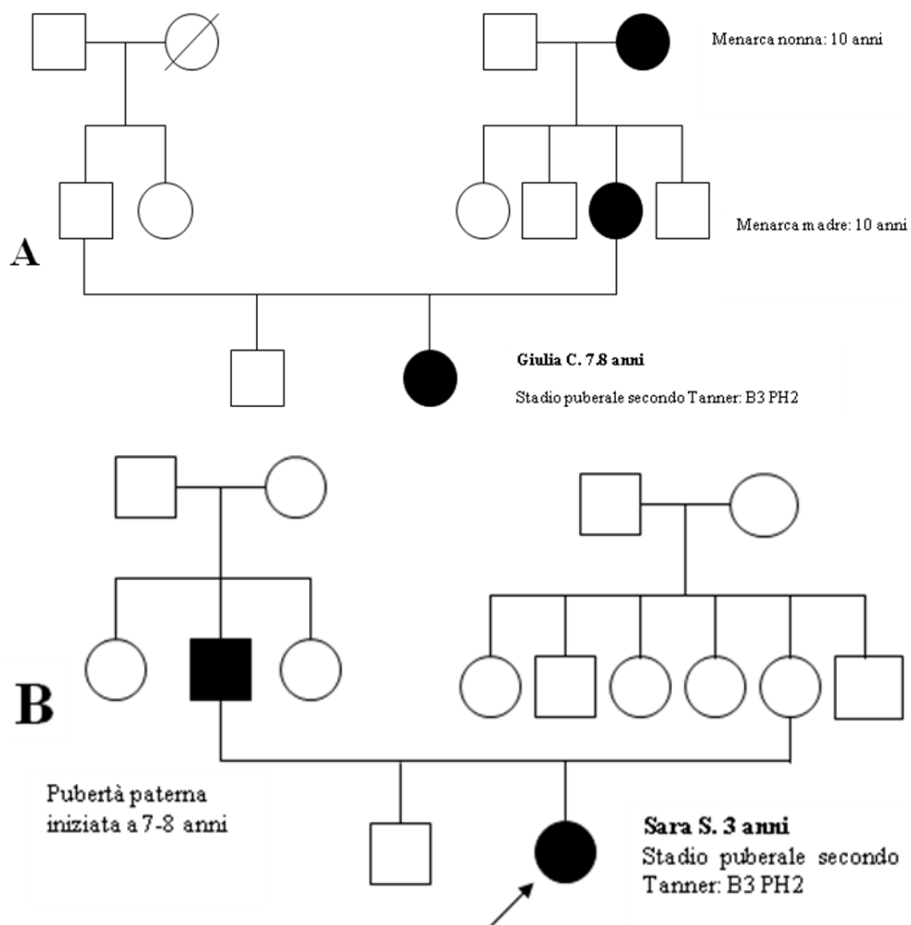 Menarca nonna: 10 anni
Menarca madre: 10 anni
A
Giulia C. 7.8 anni
Stadio puberale secondo Tanner: B3 PH2
B
Pubertà paterna
iniziata a 7-8 anni
Sara S. 3 anni
Stadio puberale secondo
Tanner: B3 PH2